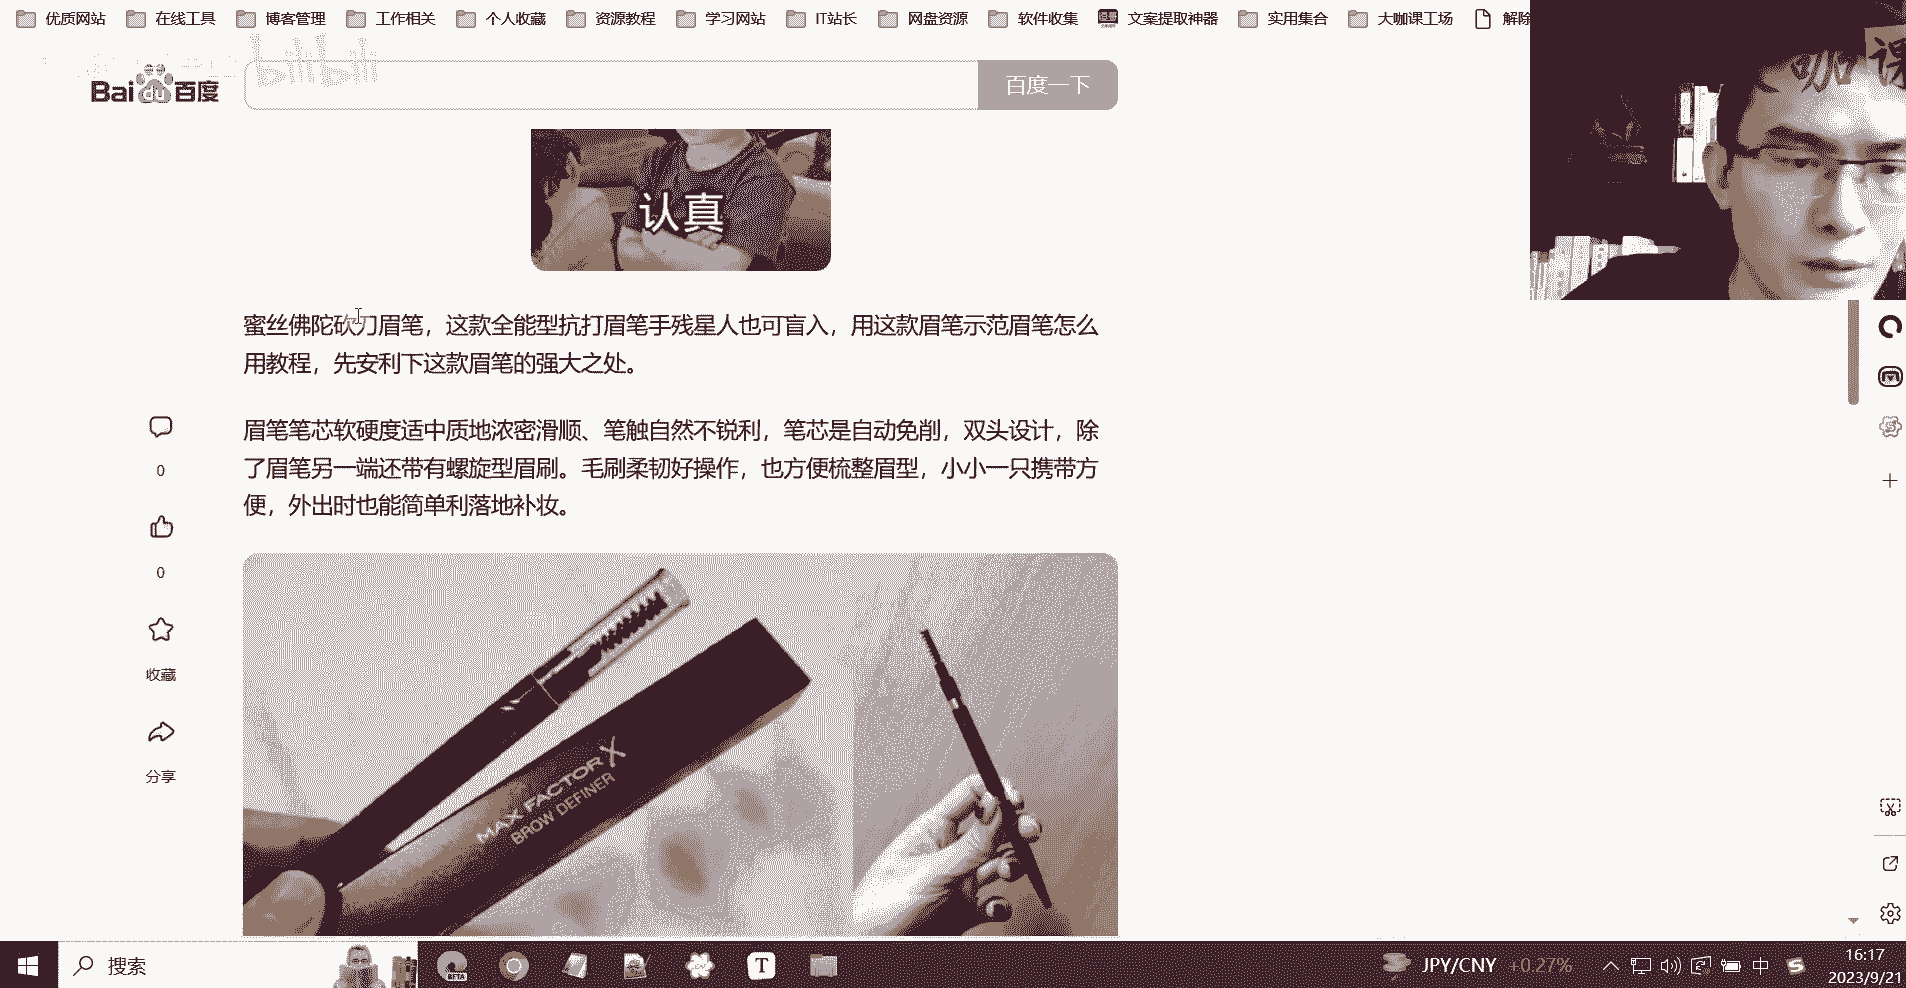 优质网站 在线工具 博客管理 工作相关 个人收藏 资源教程 学习网站 IT站长 网盘资源 软件收集 文案提取神器 实用集合 大咖课工场 解除
咖 课
bilibili
Bai du 百度
百度一下
认真
蜜丝佛陀砍刀眉笔，这款全能型抗打眉笔手残星人也可盲入，用这款眉笔示范眉笔怎么
用教程，先安利下这款眉笔的强大之处。
眉笔笔芯软硬度适中质地浓密滑顺、笔触自然不锐利，笔芯是自动免削，双头设计，除
了眉笔另一端还带有螺旋型眉刷。毛刷柔韧好操作，也方便梳整眉型，小小一只携带方
便，外出时也能简单利落地补妆。
0
0
收藏
分享
MAX FACTOR X
BROW DEFINER
搜索
BETA
T
JPY/CNY +0.27%
中
S
16:17
2023/9/21